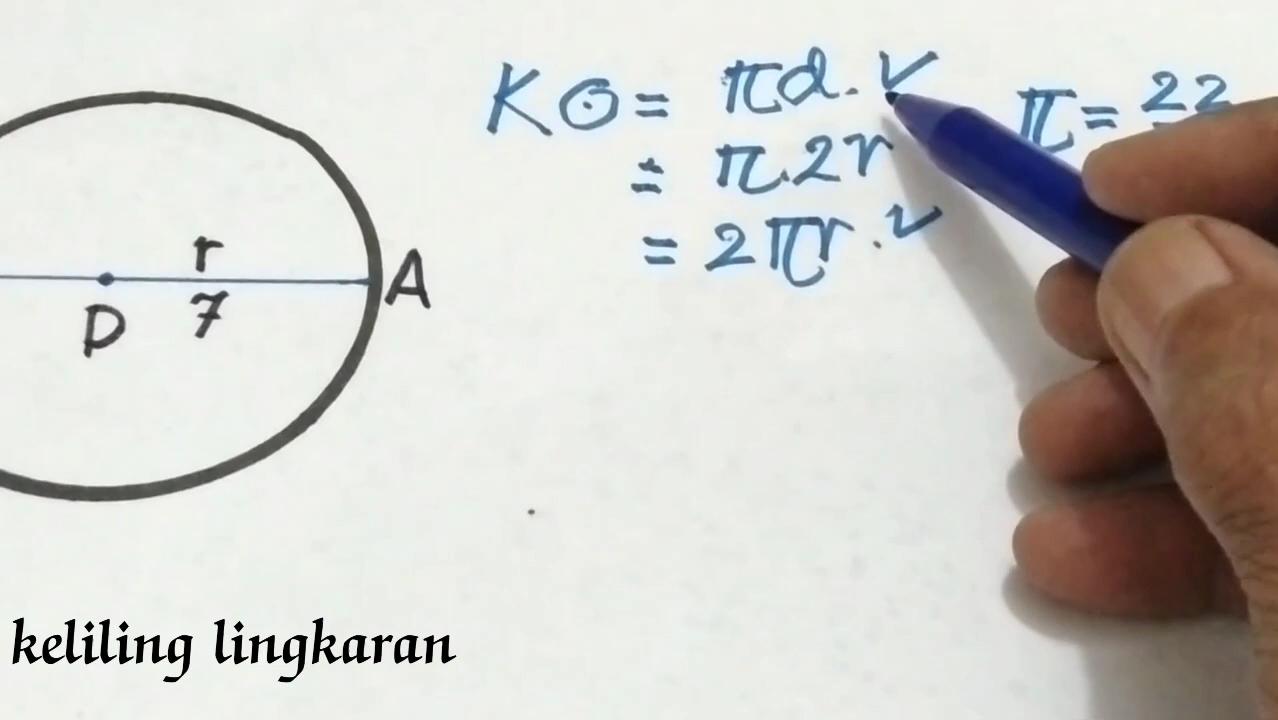 K⊙ = πd. ✓ π = 22
= π.2r
= 2πr. ✓
r
D 7 A
keliling lingkaran